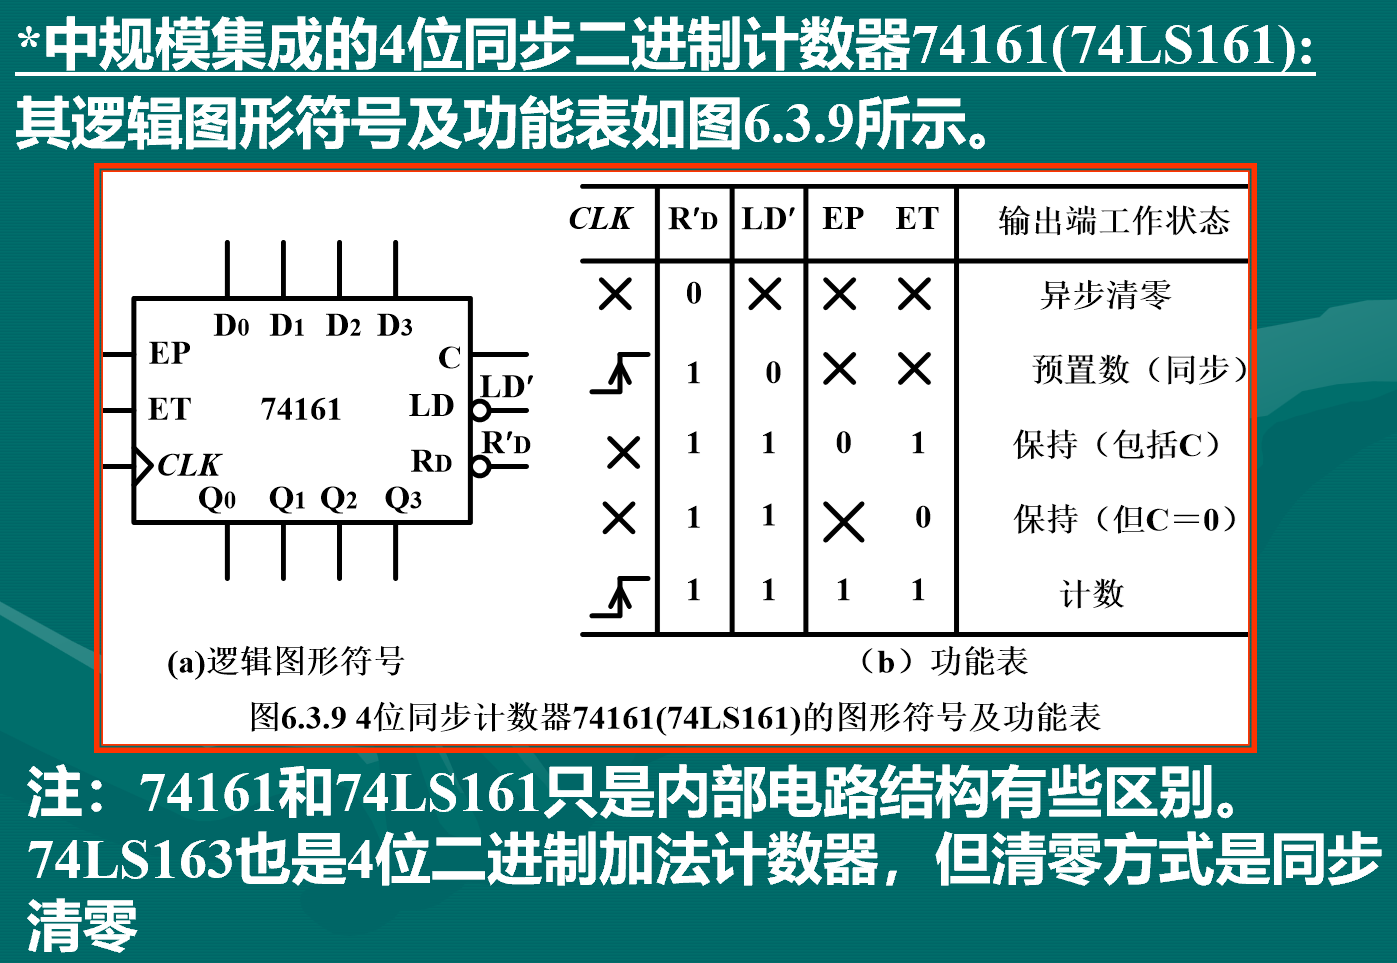 *中规模集成的4位同步二进制计数器74161(74LS161):
其逻辑图形符号及功能表如图6.3.9所示。
D0 D1 D2 D3
EP C
LD′
ET 74161 LD
R′D
CLK RD
Q0 Q1 Q2 Q3
CLK R′D LD′ EP ET 输出端工作状态
× 0 × × × 异步清零
1 0 × × 预置数（同步）
× 1 1 0 1 保持（包括C）
× 1 1 × 0 保持（但C＝0）
1 1 1 1 计数
(a)逻辑图形符号 （b）功能表
图6.3.9 4位同步计数器74161(74LS161)的图形符号及功能表
注：74161和74LS161只是内部电路结构有些区别。
74LS163也是4位二进制加法计数器，但清零方式是同步
清零